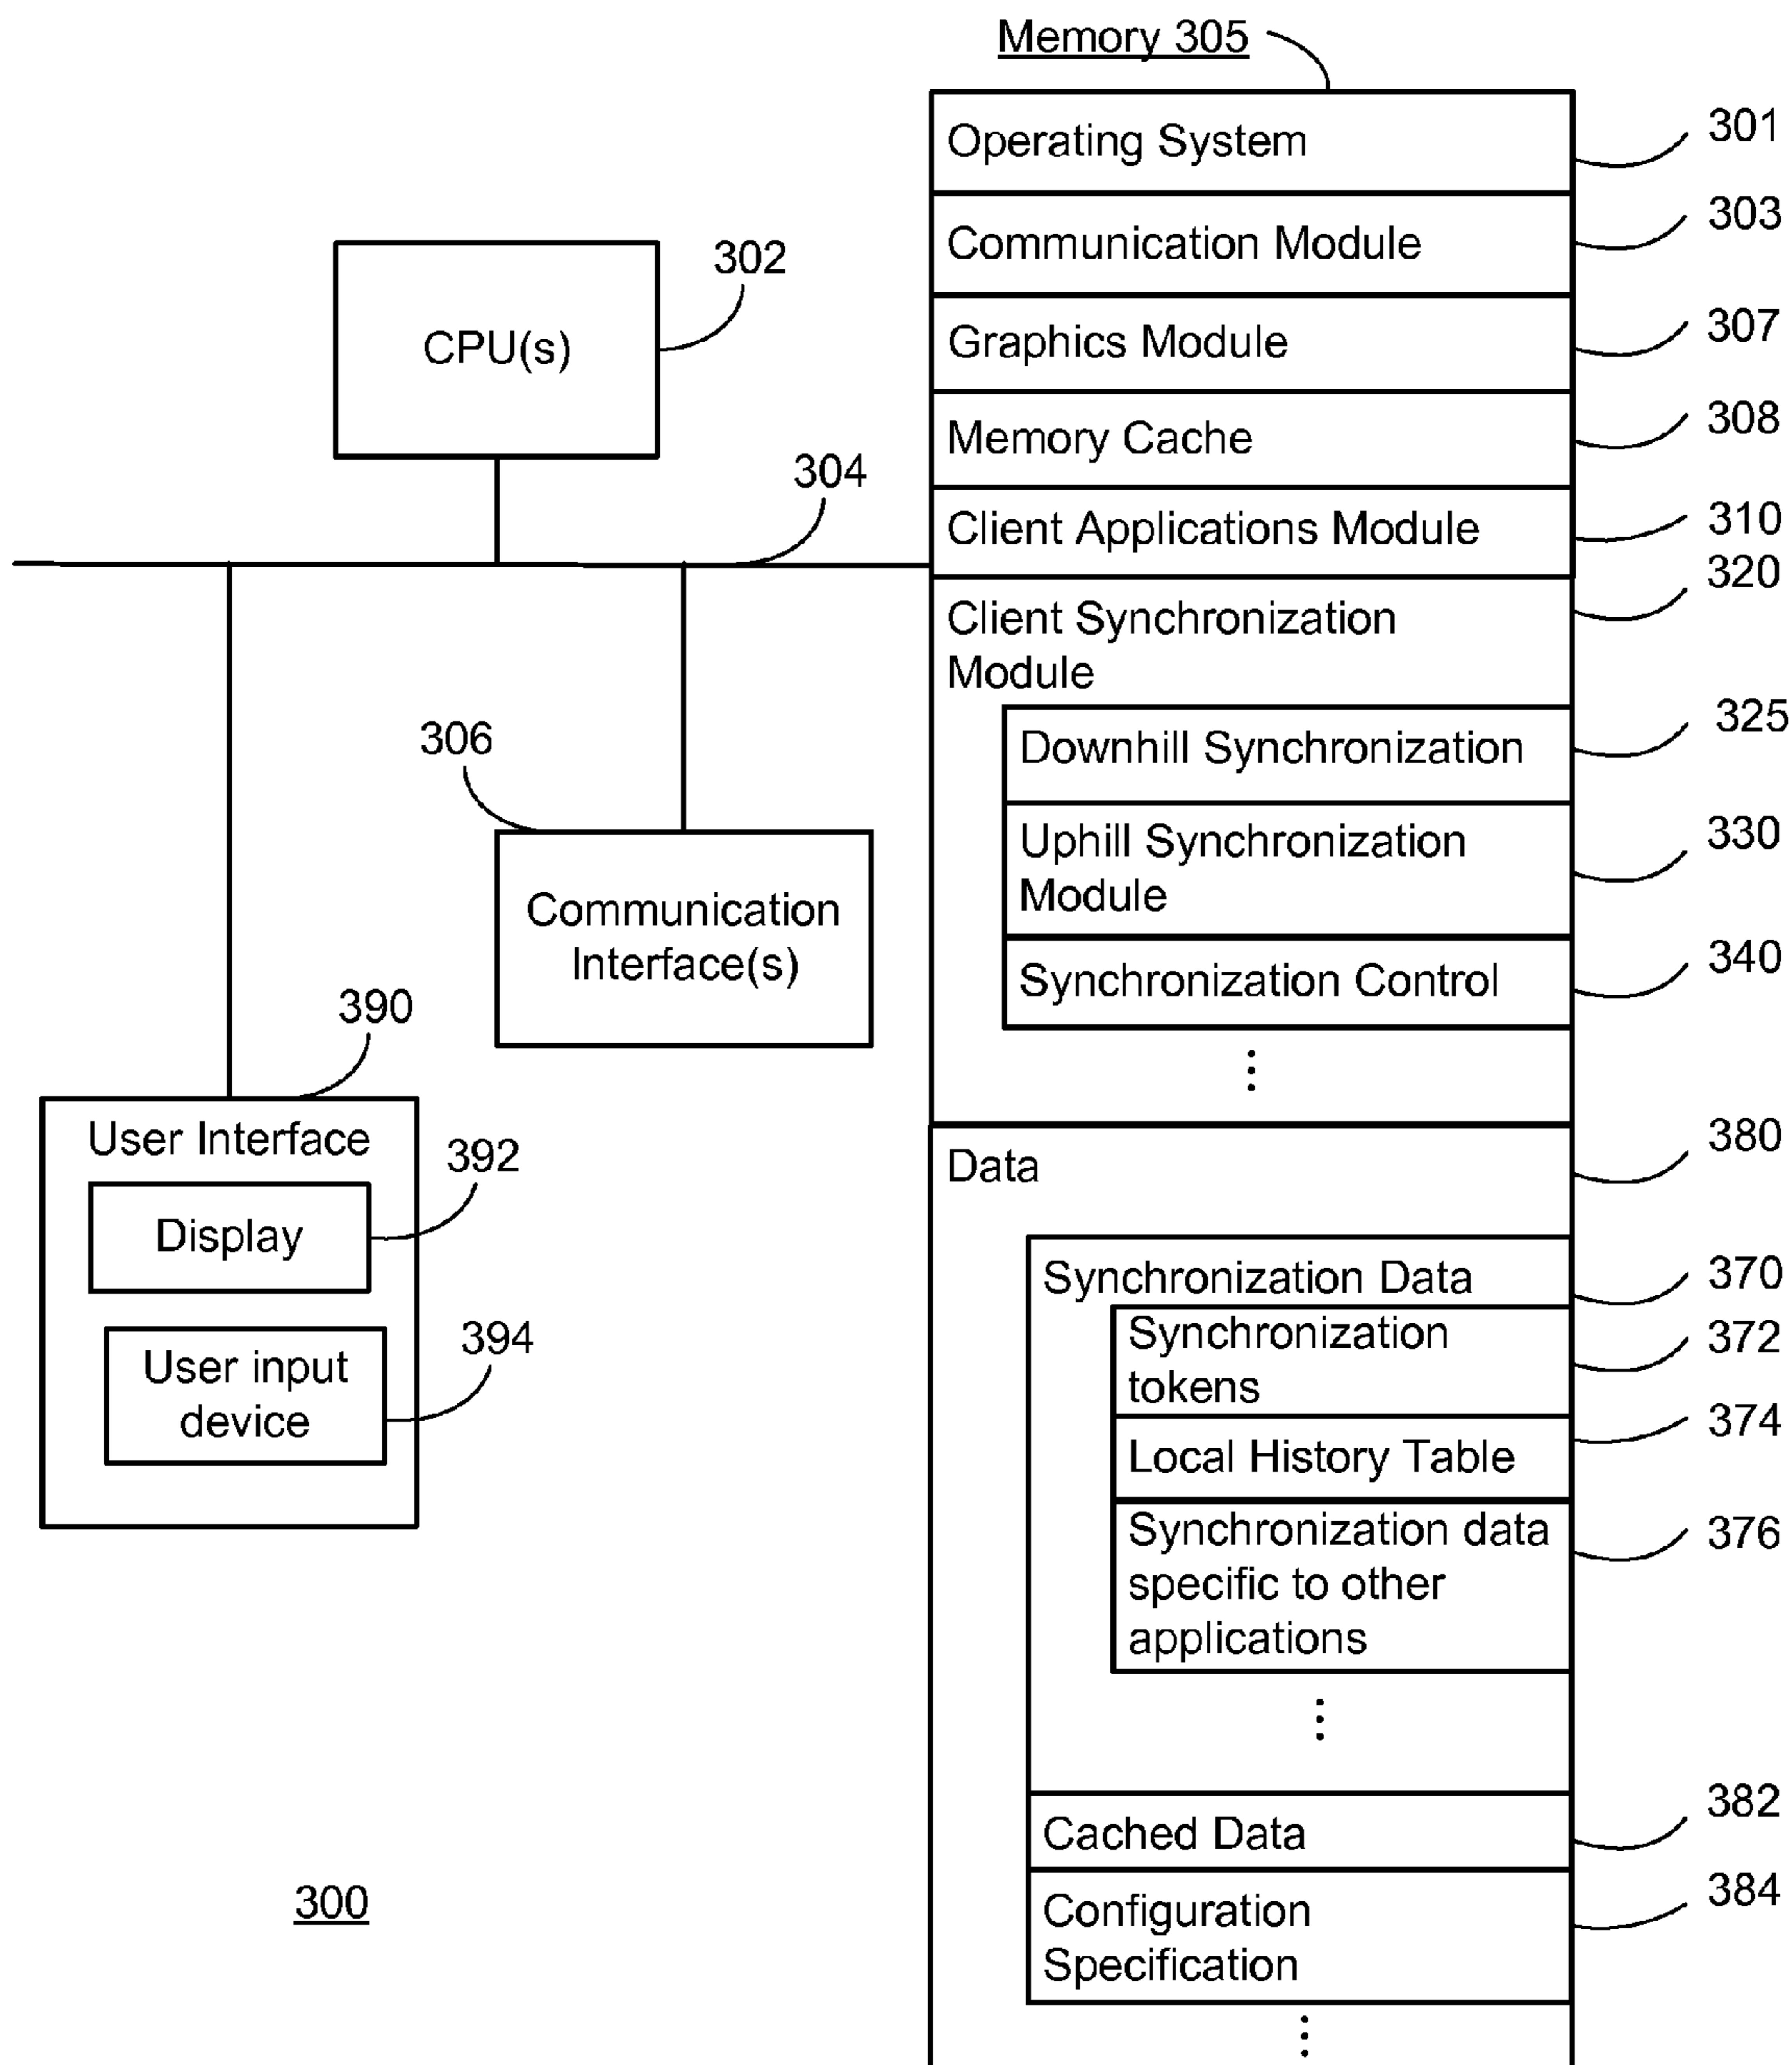 Memory 305
Operating System
301
Communication Module
303
Graphics Module
307
Memory Cache
308
Client Applications Module
310
Client Synchronization
Module
320
Downhill Synchronization
325
Uphill Synchronization
Module
330
Synchronization Control
340
⋮
Data
380
Synchronization Data
370
Synchronization
tokens
372
Local History Table
374
Synchronization data
specific to other
applications
376
⋮
Cached Data
382
Configuration
Specification
384
⋮
CPU(s)
302
304
306
Communication
Interface(s)
390
User Interface
392
Display
394
User input
device
300